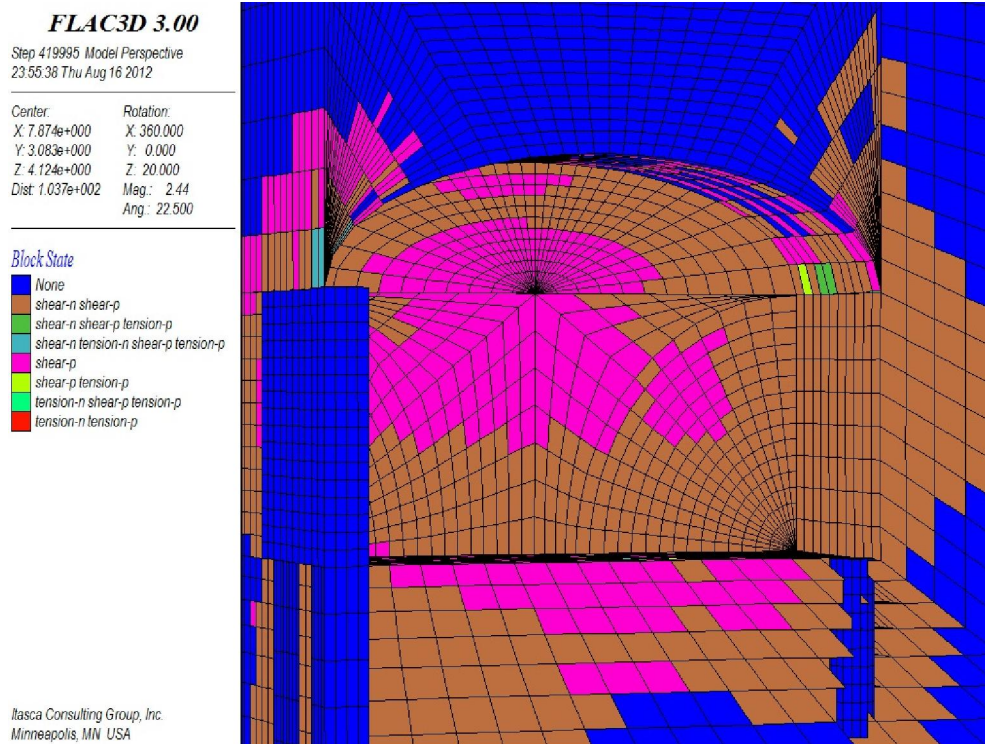 FLAC3D 3.00
Step 419995 Model Perspective
23:55:38 Thu Aug 16 2012
Center: Rotation:
X: 7.874e+000 X: 360.000
Y: 3.083e+000 Y: 0.000
Z: 4.124e+000 Z: 20.000
Dist: 1.037e+002 Mag.: 2.44
Ang.: 22.500
Block State
None
shear-n shear-p
shear-n shear-p tension-p
shear-n tension-n shear-p tension-p
shear-p
shear-p tension-p
tension-n shear-p tension-p
tension-n tension-p
Itasca Consulting Group, Inc.
Minneapolis, MN USA